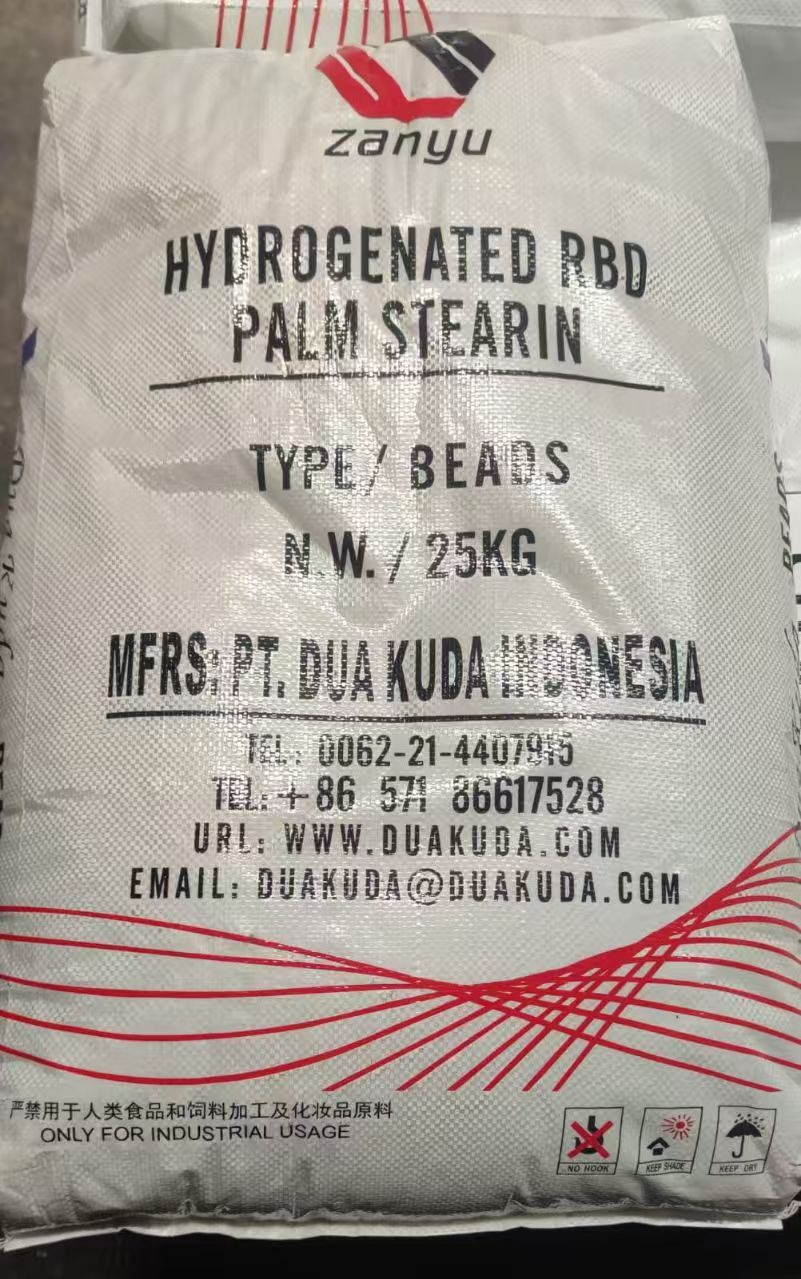 zanyu
HYDROGENATED RBD
PALM STEARIN
TYPE / BEADS
N.W. / 25KG
MFRS: PT. DUA KUDA INDONESIA
TEL: 0062-21-4407915
TEL: +86 571 86617528
URL: WWW.DUAKUDA.COM
EMAIL: DUAKUDA@DUAKUDA.COM
严禁用于人类食品和饲料加工及化妆品原料
ONLY FOR INDUSTRIAL USAGE
NO HOOK
KEEP SHADE
KEEP DRY
Dua Kuda
BEADS